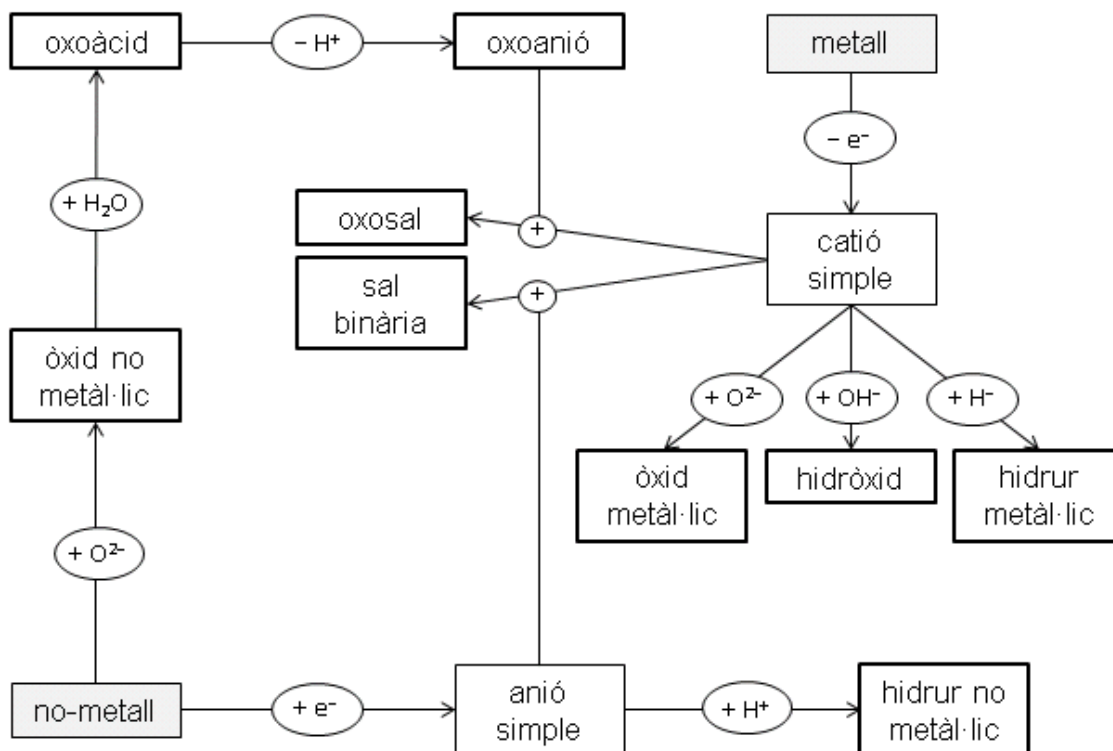 oxoàcid
– H⁺
oxoanió
metall
– e⁻
+ H₂O
oxosal
+
catió
simple
sal
binària
+
òxid no
metàl·lic
+ O²⁻
+ OH⁻
+ H⁻
òxid
metàl·lic
hidròxid
hidrur
metàl·lic
+ O²⁻
no-metall
+ e⁻
anió
simple
+ H⁺
hidrur no
metàl·lic